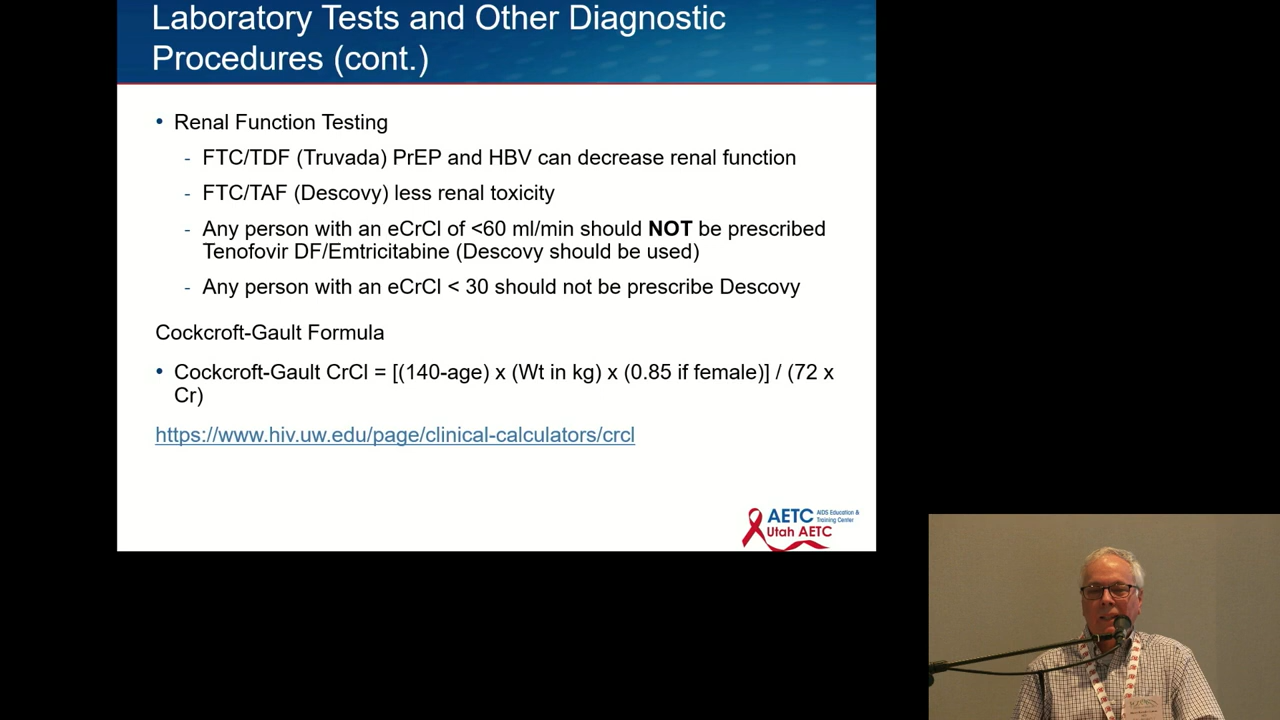 Laboratory Tests and Other Diagnostic
Procedures (cont.)
• Renal Function Testing
- FTC/TDF (Truvada) PrEP and HBV can decrease renal function
- FTC/TAF (Descovy) less renal toxicity
- Any person with an eCrCl of <60 ml/min should NOT be prescribed
Tenofovir DF/Emtricitabine (Descovy should be used)
- Any person with an eCrCl < 30 should not be prescribe Descovy
Cockcroft-Gault Formula
• Cockcroft-Gault CrCl = [(140-age) x (Wt in kg) x (0.85 if female)] / (72 x
Cr)
https://www.hiv.uw.edu/page/clinical-calculators/crcl
AETC AIDS Education &
Training Center
Utah AETC